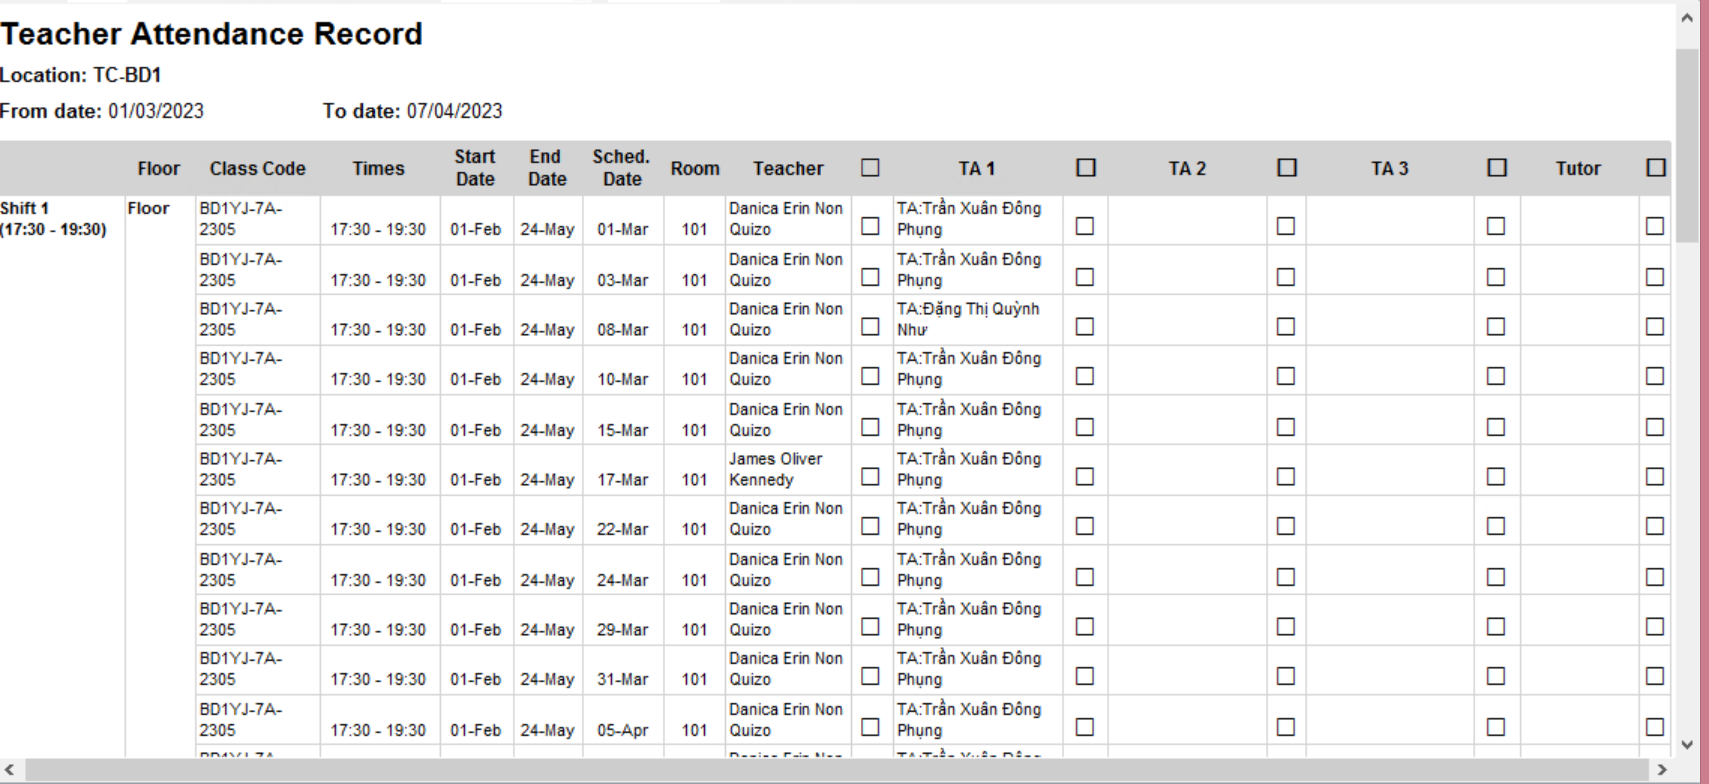 Teacher Attendance Record
Location: TC-BD1
From date: 01/03/2023 To date: 07/04/2023
Floor Class Code Times Start Date End Date Sched. Date Room Teacher ☐ TA 1 ☐ TA 2 ☐ TA 3 ☐ Tutor ☐
Shift 1 (17:30 - 19:30) Floor BD1YJ-7A-2305 17:30 - 19:30 01-Feb 24-May 01-Mar 101 Danica Erin Non Quizo ☐ TA:Trần Xuân Đông Phụng ☐ ☐ ☐ ☐
BD1YJ-7A-2305 17:30 - 19:30 01-Feb 24-May 03-Mar 101 Danica Erin Non Quizo ☐ TA:Trần Xuân Đông Phụng ☐ ☐ ☐ ☐
BD1YJ-7A-2305 17:30 - 19:30 01-Feb 24-May 08-Mar 101 Danica Erin Non Quizo ☐ TA:Đặng Thị Quỳnh Như ☐ ☐ ☐ ☐
BD1YJ-7A-2305 17:30 - 19:30 01-Feb 24-May 10-Mar 101 Danica Erin Non Quizo ☐ TA:Trần Xuân Đông Phụng ☐ ☐ ☐ ☐
BD1YJ-7A-2305 17:30 - 19:30 01-Feb 24-May 15-Mar 101 Danica Erin Non Quizo ☐ TA:Trần Xuân Đông Phụng ☐ ☐ ☐ ☐
BD1YJ-7A-2305 17:30 - 19:30 01-Feb 24-May 17-Mar 101 James Oliver Kennedy ☐ TA:Trần Xuân Đông Phụng ☐ ☐ ☐ ☐
BD1YJ-7A-2305 17:30 - 19:30 01-Feb 24-May 22-Mar 101 Danica Erin Non Quizo ☐ TA:Trần Xuân Đông Phụng ☐ ☐ ☐ ☐
BD1YJ-7A-2305 17:30 - 19:30 01-Feb 24-May 24-Mar 101 Danica Erin Non Quizo ☐ TA:Trần Xuân Đông Phụng ☐ ☐ ☐ ☐
BD1YJ-7A-2305 17:30 - 19:30 01-Feb 24-May 29-Mar 101 Danica Erin Non Quizo ☐ TA:Trần Xuân Đông Phụng ☐ ☐ ☐ ☐
BD1YJ-7A-2305 17:30 - 19:30 01-Feb 24-May 31-Mar 101 Danica Erin Non Quizo ☐ TA:Trần Xuân Đông Phụng ☐ ☐ ☐ ☐
BD1YJ-7A-2305 17:30 - 19:30 01-Feb 24-May 05-Apr 101 Danica Erin Non Quizo ☐ TA:Trần Xuân Đông Phụng ☐ ☐ ☐ ☐